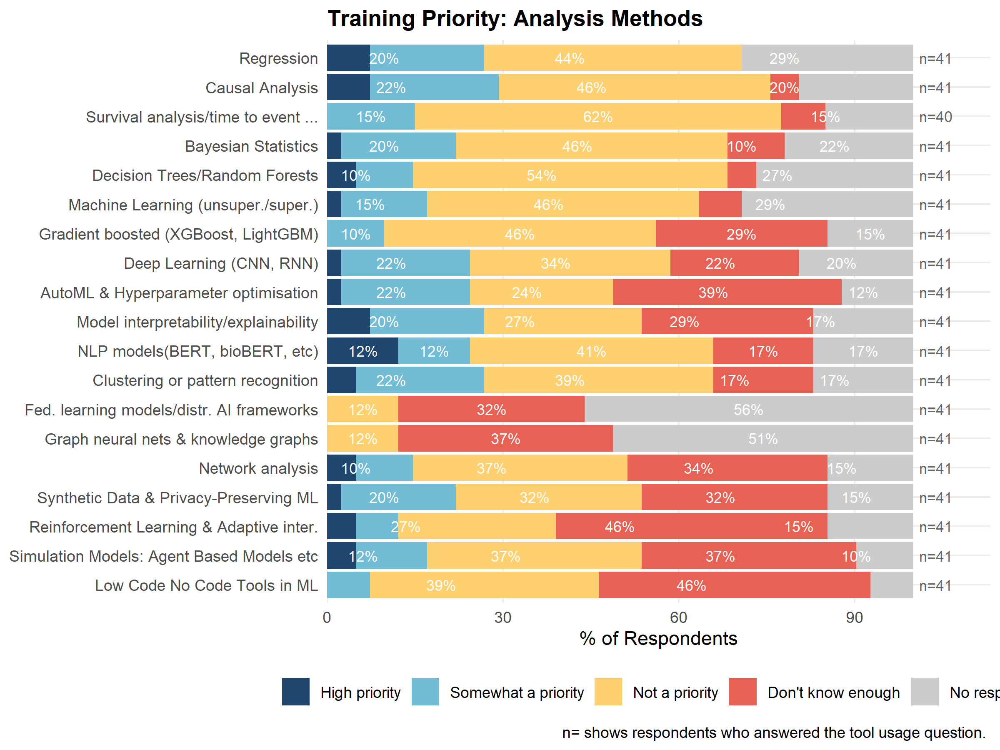 Training Priority: Analysis Methods
Regression 20% 44% 29% n=41
Causal Analysis 22% 46% 20% n=41
Survival analysis/time to event ... 15% 62% 15% n=40
Bayesian Statistics 20% 46% 10% 22% n=41
Decision Trees/Random Forests 10% 54% 27% n=41
Machine Learning (unsuper./super.) 15% 46% 29% n=41
Gradient boosted (XGBoost, LightGBM) 10% 46% 29% 15% n=41
Deep Learning (CNN, RNN) 22% 34% 22% 20% n=41
AutoML & Hyperparameter optimisation 22% 24% 39% 12% n=41
Model interpretability/explainability 20% 27% 29% 17% n=41
NLP models(BERT, bioBERT, etc) 12% 12% 41% 17% 17% n=41
Clustering or pattern recognition 22% 39% 17% 17% n=41
Fed. learning models/distr. AI frameworks 12% 32% 56% n=41
Graph neural nets & knowledge graphs 12% 37% 51% n=41
Network analysis 10% 37% 34% 15% n=41
Synthetic Data & Privacy-Preserving ML 20% 32% 32% 15% n=41
Reinforcement Learning & Adaptive inter. 27% 46% 15% n=41
Simulation Models: Agent Based Models etc 12% 37% 37% 10% n=41
Low Code No Code Tools in ML 39% 46% n=41
0 30 60 90
% of Respondents
High priority Somewhat a priority Not a priority Don't know enough No resp
n= shows respondents who answered the tool usage question.